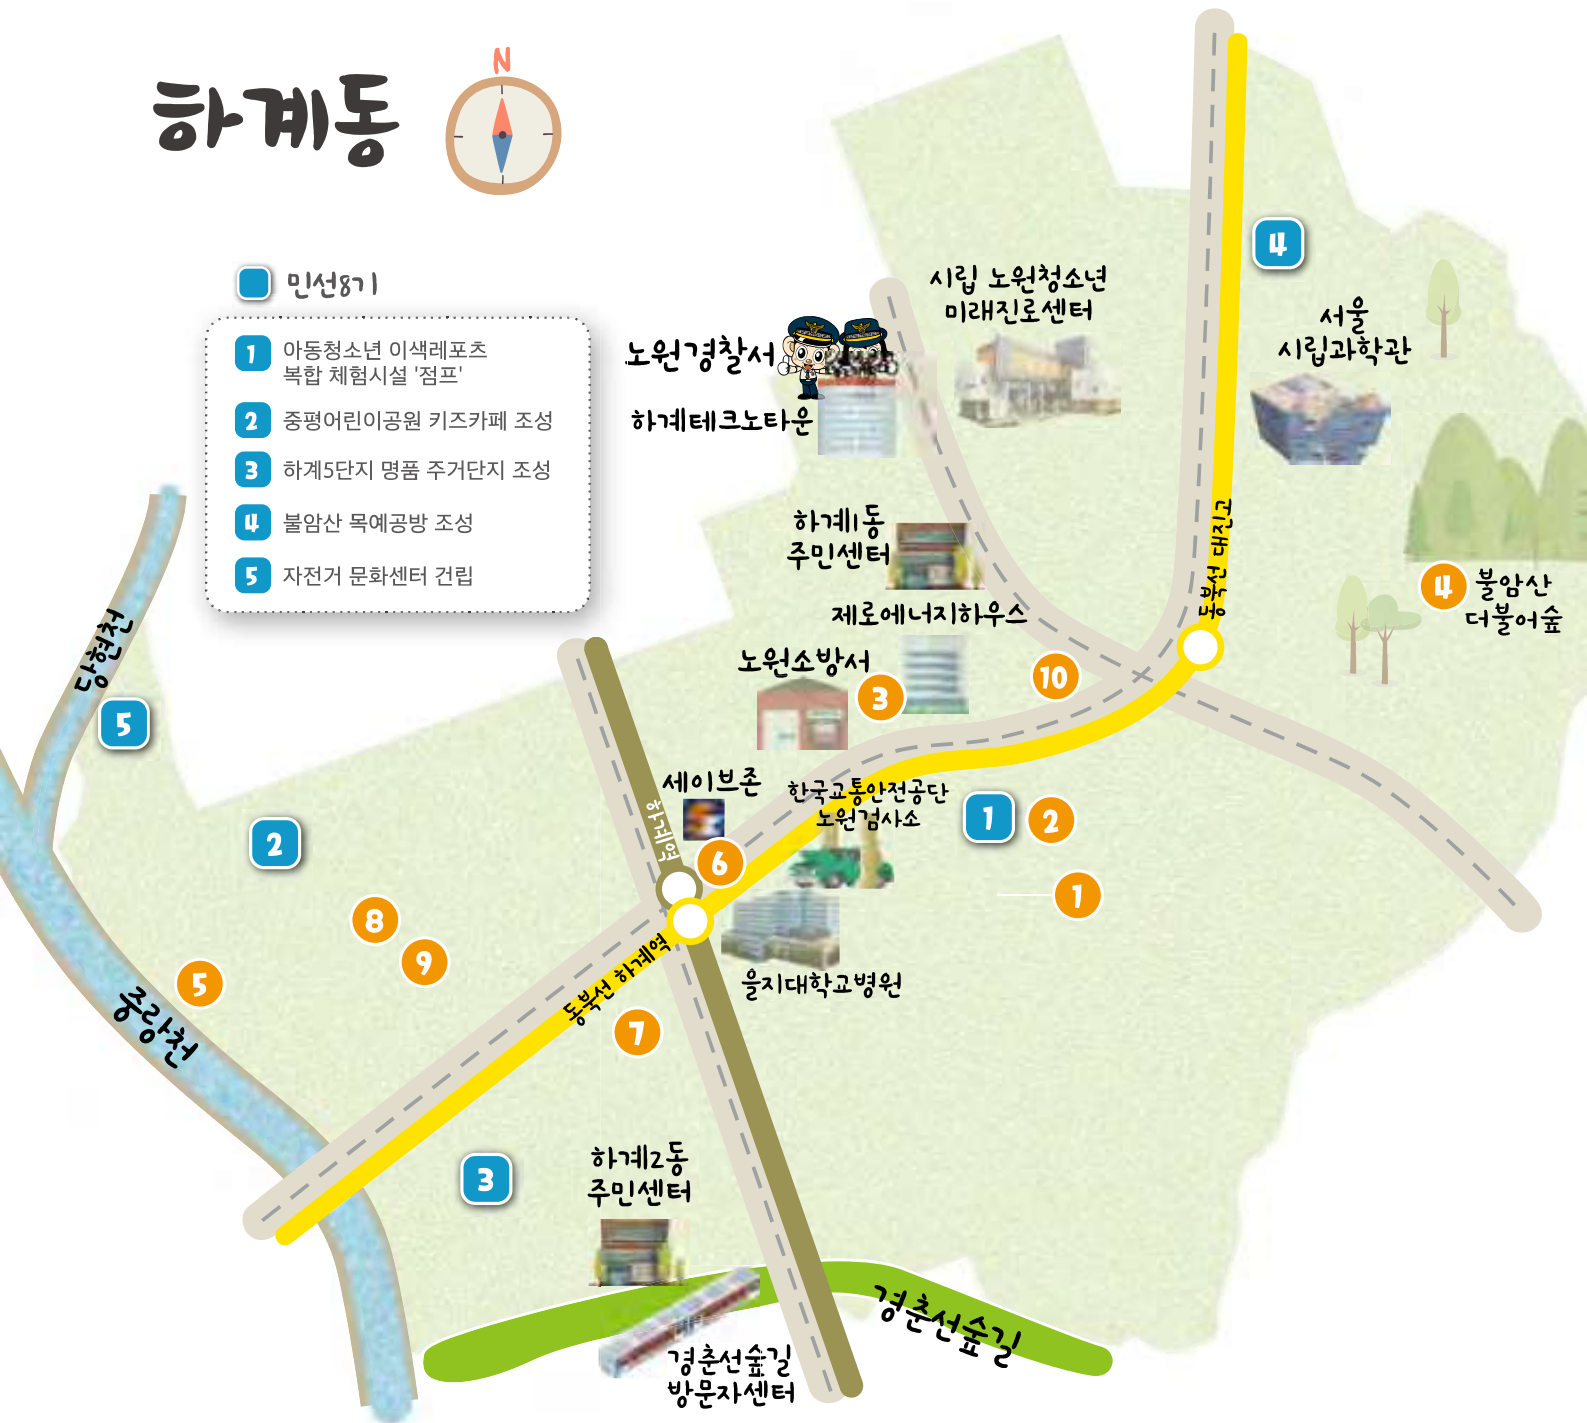 하계동
N
민선8기
1 아동청소년 이색레포츠
복합 체험시설 '점프'
2 중평어린이공원 키즈카페 조성
3 하계5단지 명품 주거단지 조성
4 불암산 목예공방 조성
5 자전거 문화센터 건립
4
시립 노원청소년
미래진로센터
서울
시립과학관
노원경찰서
하계테크노타운
동북선 대진고
하계1동
주민센터
4 불암산
더불어숲
제로에너지하우스
당현천
노원소방서
3
10
5
세이브존
한국교통안전공단
노원검사소
하계역
1
2
2
6
1
8
9
동북선 하계역
을지대학교병원
5
중랑천
7
3
하계2동
주민센터
경춘선숲길
경춘선숲길
방문자센터